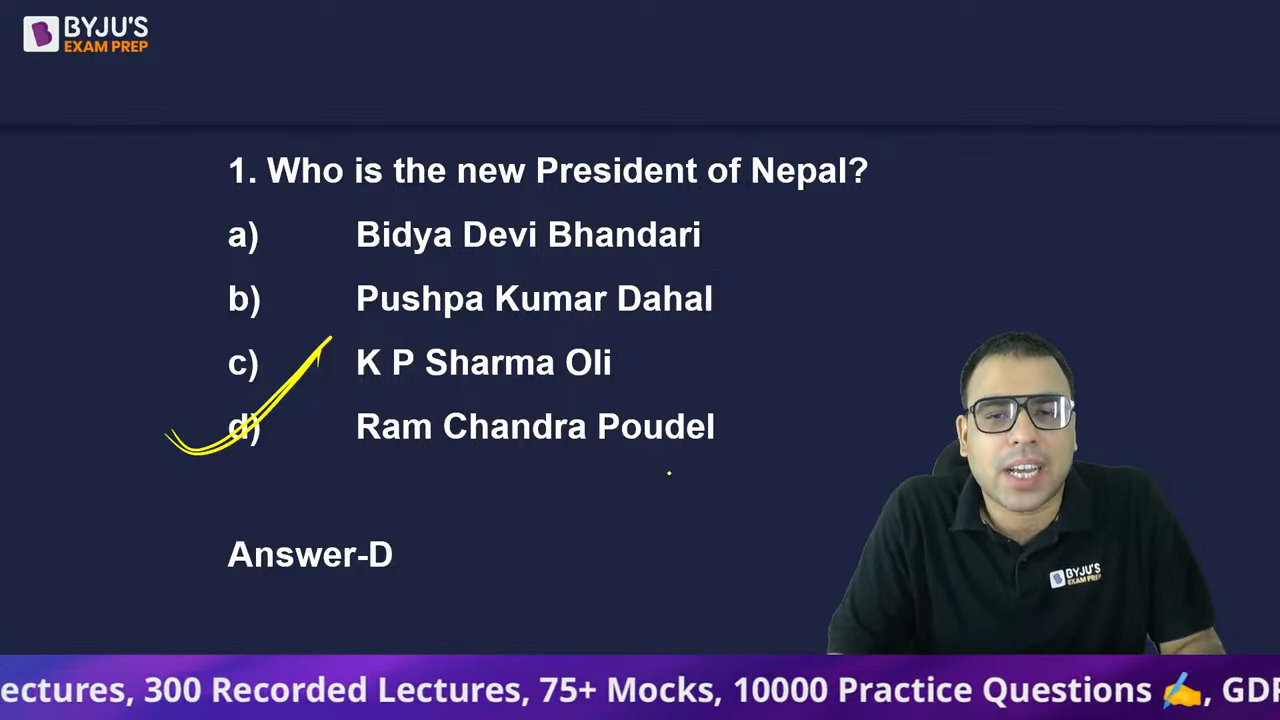 BYJU'S
EXAM PREP
1. Who is the new President of Nepal?
a) Bidya Devi Bhandari
b) Pushpa Kumar Dahal
c) K P Sharma Oli
d) Ram Chandra Poudel
Answer-D
BYJU'S
EXAM PREP
ectures, 300 Recorded Lectures, 75+ Mocks, 10000 Practice Questions ✍️, GDP